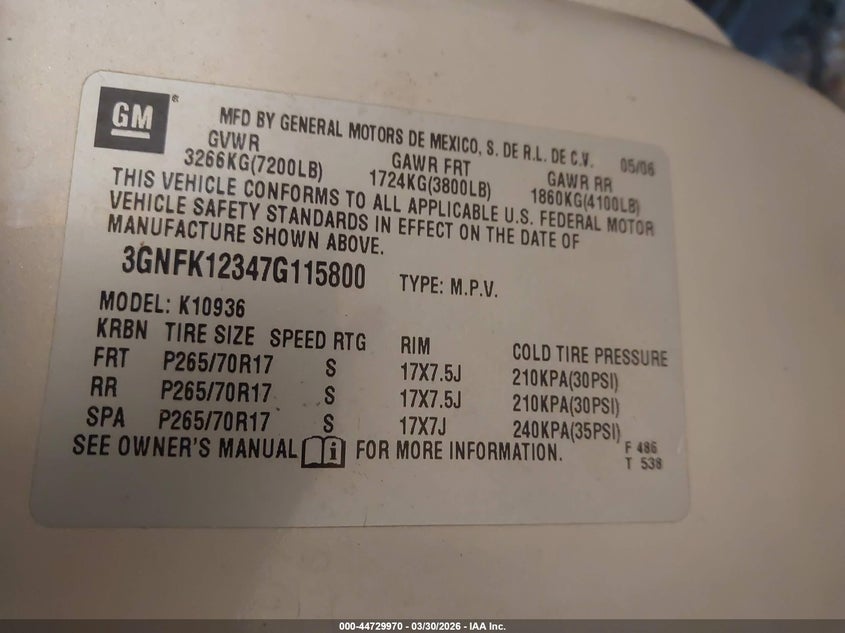 GM ®
MFD BY GENERAL MOTORS DE MEXICO, S. DE R.L. DE C.V. 05/06
GVWR GAWR FRT GAWR RR
3266KG(7200LB) 1724KG(3800LB) 1860KG(4100LB)
THIS VEHICLE CONFORMS TO ALL APPLICABLE U.S. FEDERAL MOTOR
VEHICLE SAFETY STANDARDS IN EFFECT ON THE DATE OF
MANUFACTURE SHOWN ABOVE.
3GNFK12347G115800 TYPE: M.P.V.
MODEL: K10936
KRBN TIRE SIZE SPEED RTG RIM COLD TIRE PRESSURE
FRT P265/70R17 S 17X7.5J 210KPA(30PSI)
RR P265/70R17 S 17X7.5J 210KPA(30PSI)
SPA P265/70R17 S 17X7J 240KPA(35PSI)
SEE OWNER'S MANUAL i FOR MORE INFORMATION.
F 486
T 538
000-44729970 — 03/30/2026 — IAA Inc.